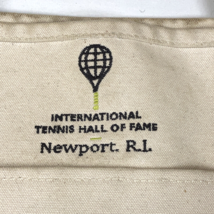 INTERNATIONAL
TENNIS HALL OF FAME
Newport. R.I.